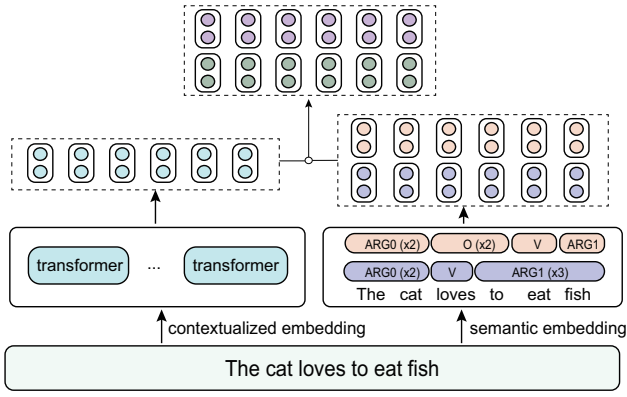 ARG0 (x2) O (x2) V ARG1
transformer ... transformer
ARG0 (x2) V ARG1 (x3)
The cat loves to eat fish
contextualized embedding
semantic embedding
The cat loves to eat fish